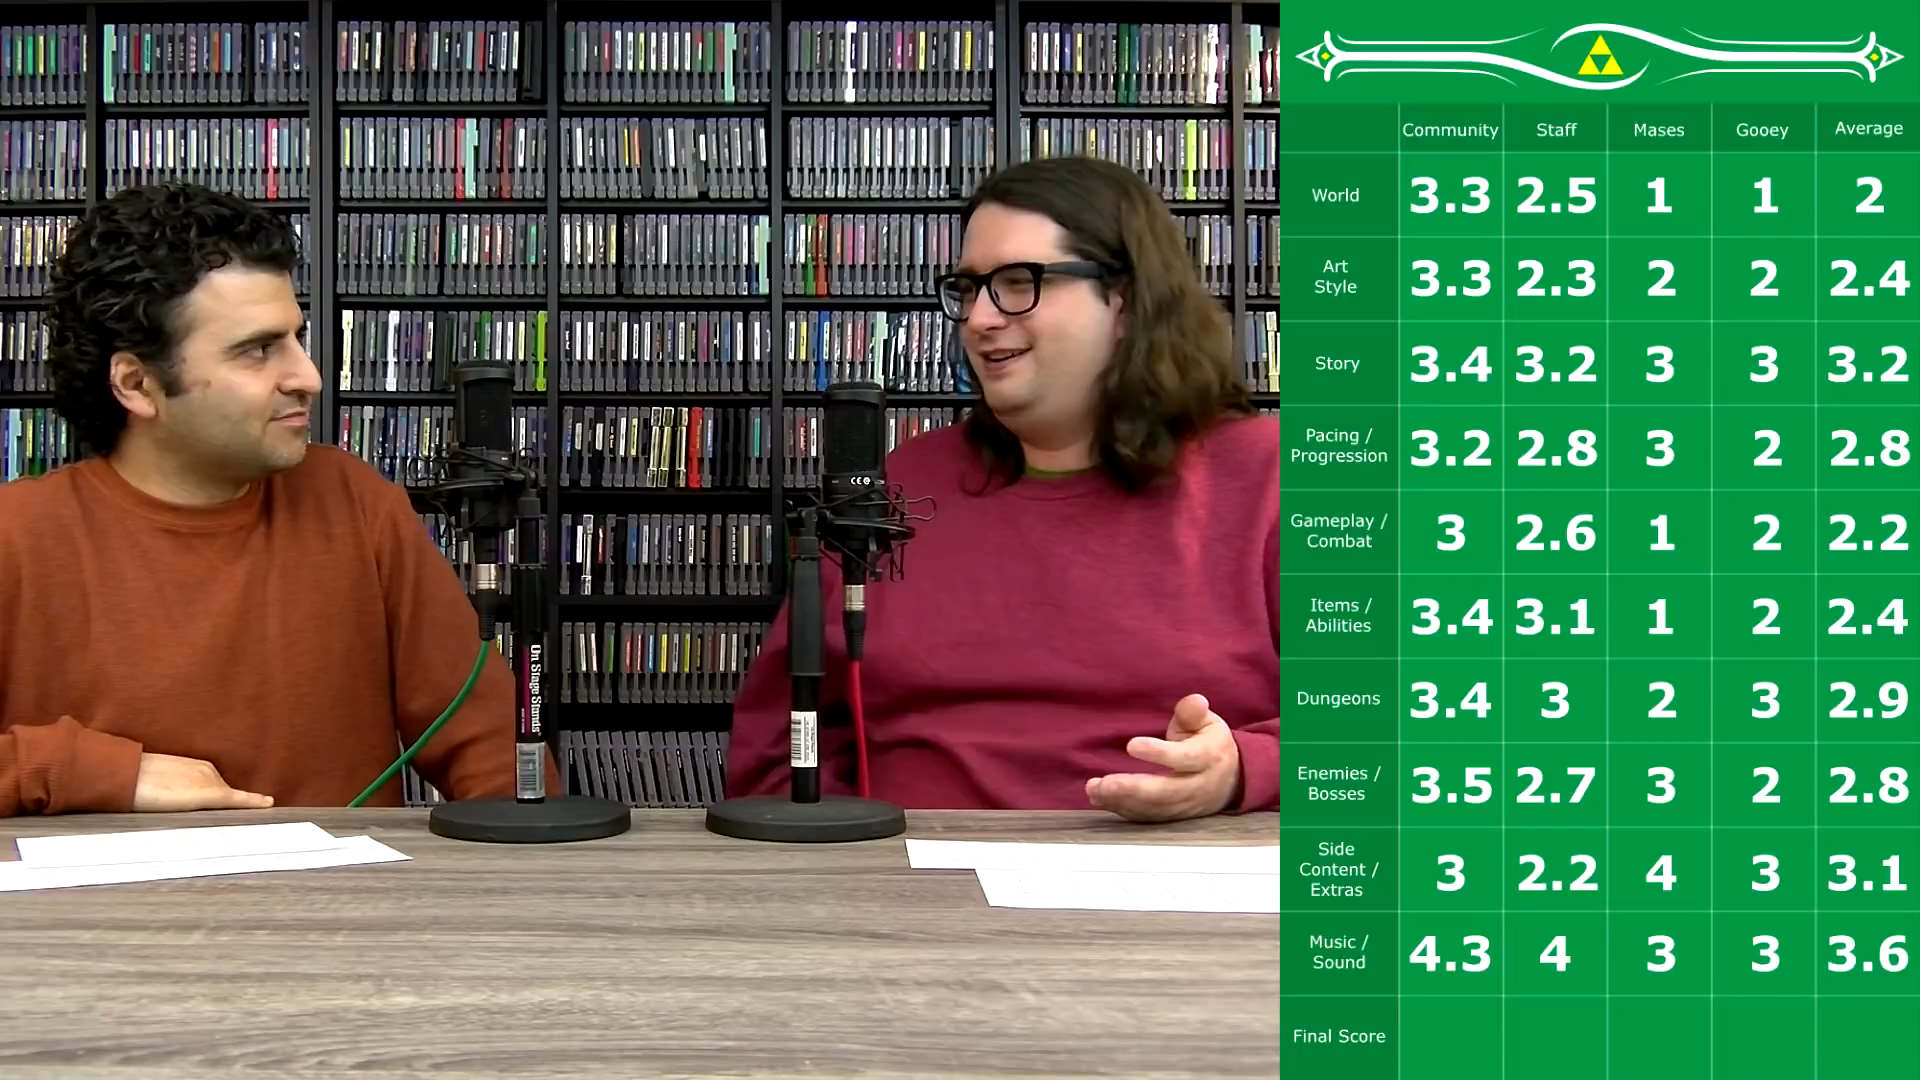 Community Staff Mases Gooey Average
World 3.3 2.5 1 1 2
Art
Style 3.3 2.3 2 2 2.4
Story 3.4 3.2 3 3 3.2
Pacing /
Progression 3.2 2.8 3 2 2.8
Gameplay /
Combat 3 2.6 1 2 2.2
Items /
Abilities 3.4 3.1 1 2 2.4
Dungeons 3.4 3 2 3 2.9
Enemies /
Bosses 3.5 2.7 3 2 2.8
Side
Content /
Extras 3 2.2 4 3 3.1
Music /
Sound 4.3 4 3 3 3.6
Final Score
On Stage Stands
CE